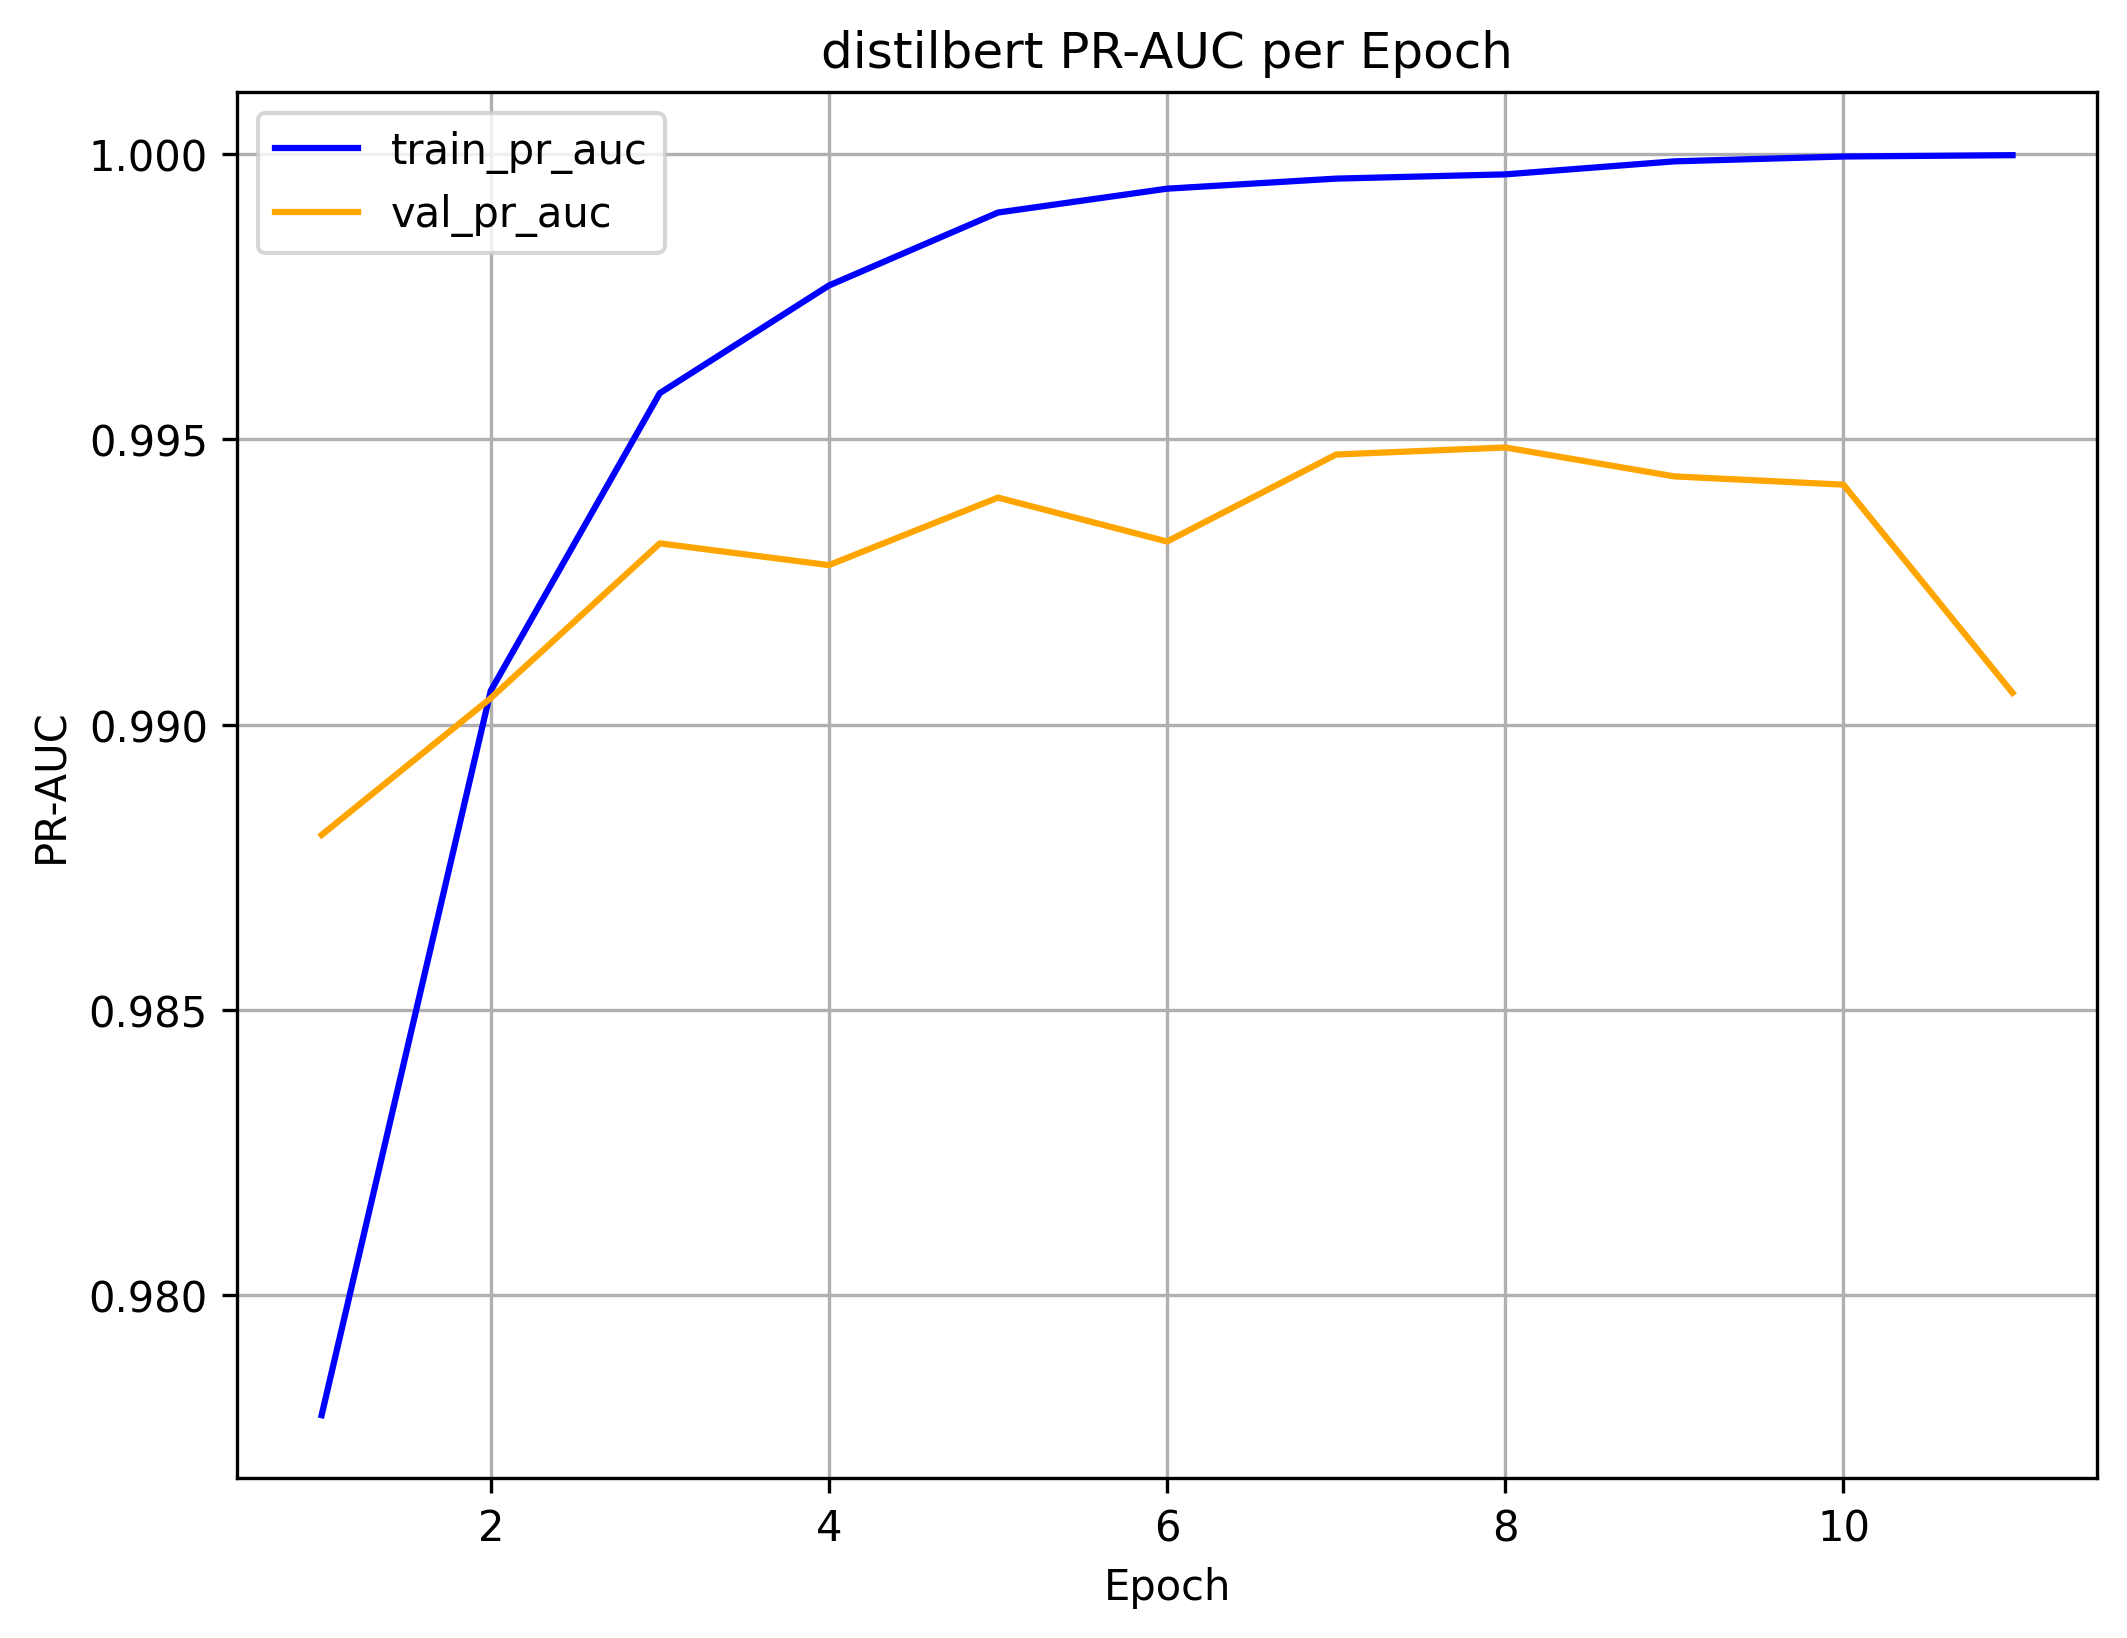 distilbert PR-AUC per Epoch
train_pr_auc
val_pr_auc
1.000
0.995
0.990
0.985
0.980
PR-AUC
2 4 6 8 10
Epoch